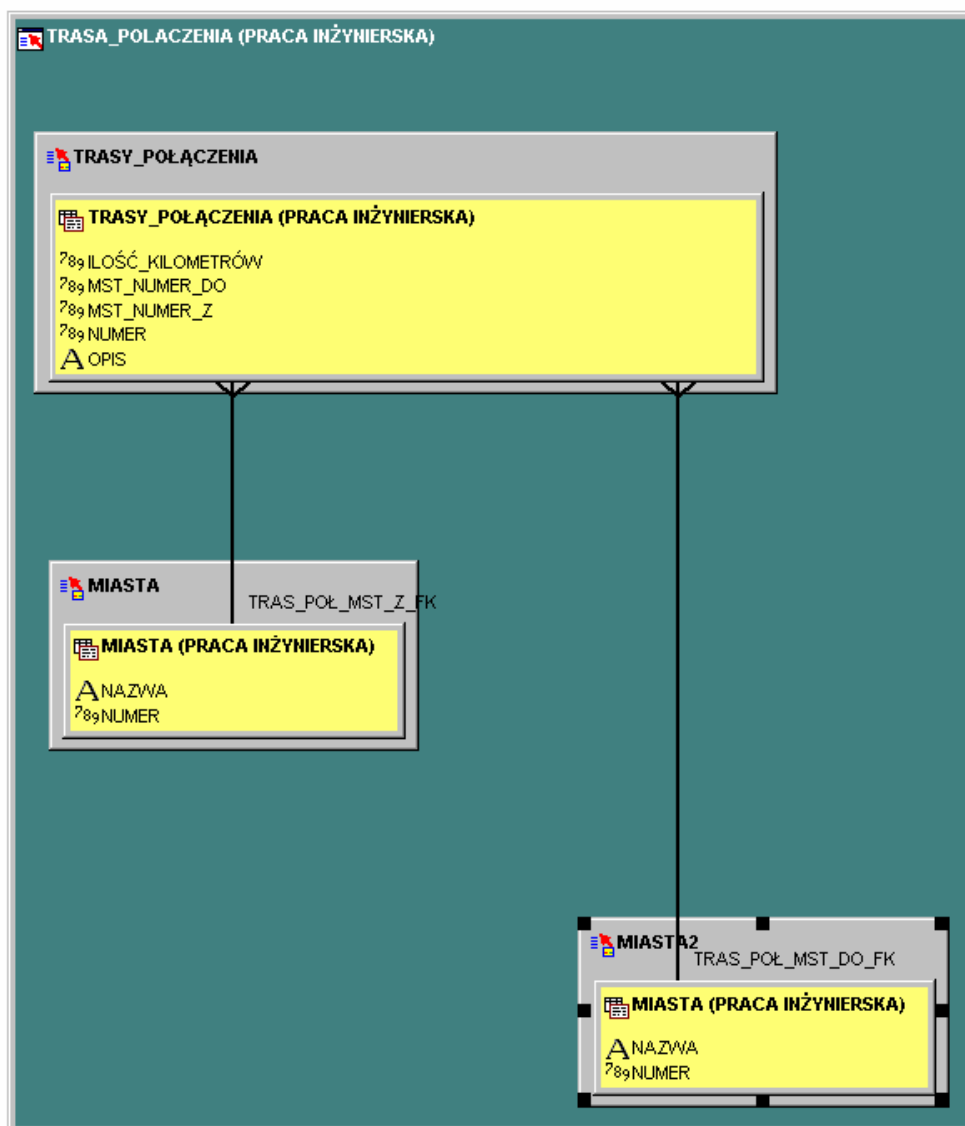 TRASA_POLACZENIA (PRACA INŻYNIERSKA)
TRASY_POŁĄCZENIA
TRASY_POŁĄCZENIA (PRACA INŻYNIERSKA)
789 ILOŚĆ_KILOMETRÓW
789 MST_NUMER_DO
789 MST_NUMER_Z
789 NUMER
A OPIS
MIASTA
TRAS_POŁ_MST_Z_FK
MIASTA (PRACA INŻYNIERSKA)
A NAZWA
789 NUMER
MIASTA2
TRAS_POŁ_MST_DO_FK
MIASTA (PRACA INŻYNIERSKA)
A NAZWA
789 NUMER